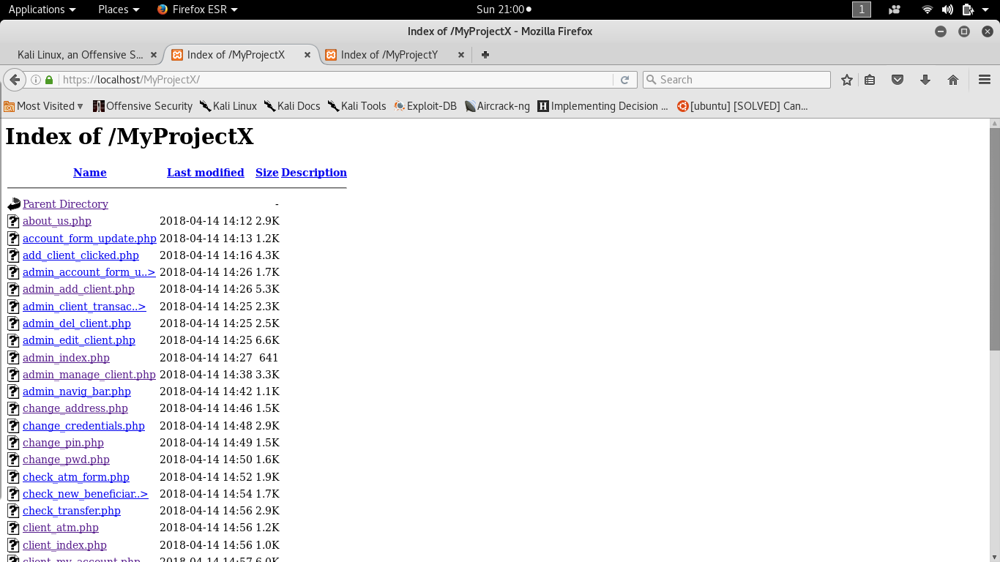 Applications Places Firefox ESR Sun 21:00 1
Index of /MyProjectX - Mozilla Firefox
Kali Linux, an Offensive S... Index of /MyProjectX Index of /MyProjectY
https://localhost/MyProjectX/ Search
Most Visited Offensive Security Kali Linux Kali Docs Kali Tools Exploit-DB Aircrack-ng Implementing Decision ... [ubuntu] [SOLVED] Can...
Index of /MyProjectX
Name Last modified Size Description
Parent Directory -
about_us.php 2018-04-14 14:12 2.9K
account_form_update.php 2018-04-14 14:13 1.2K
add_client_clicked.php 2018-04-14 14:16 4.3K
admin_account_form_u..> 2018-04-14 14:26 1.7K
admin_add_client.php 2018-04-14 14:26 5.3K
admin_client_transac..> 2018-04-14 14:25 2.3K
admin_del_client.php 2018-04-14 14:25 2.5K
admin_edit_client.php 2018-04-14 14:25 6.6K
admin_index.php 2018-04-14 14:27 641
admin_manage_client.php 2018-04-14 14:38 3.3K
admin_navig_bar.php 2018-04-14 14:42 1.1K
change_address.php 2018-04-14 14:46 1.5K
change_credentials.php 2018-04-14 14:48 2.9K
change_pin.php 2018-04-14 14:49 1.5K
change_pwd.php 2018-04-14 14:50 1.6K
check_atm_form.php 2018-04-14 14:52 1.9K
check_new_beneficiar..> 2018-04-14 14:54 1.7K
check_transfer.php 2018-04-14 14:56 2.9K
client_atm.php 2018-04-14 14:56 1.2K
client_index.php 2018-04-14 14:56 1.0K
client_my_account.php 2018-04-14 14:57 6.0K